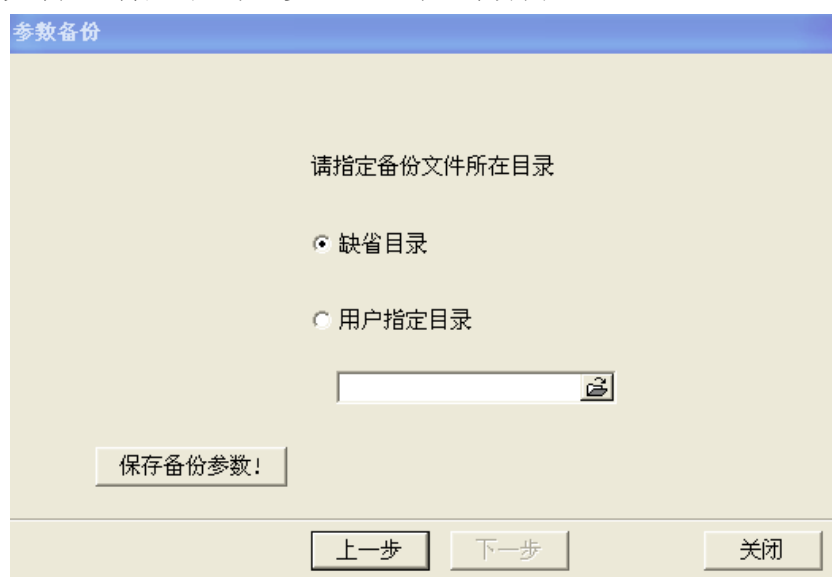 参数备份
请指定备份文件所在目录
缺省目录
用户指定目录
保存备份参数!
上一步
下一步
关闭